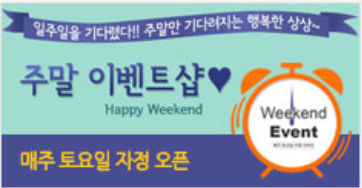 일주일을 기다렸다!! 주말만 기다려지는 행복한 상상~
주말 이벤트샵♥
Happy Weekend
Weekend
Event
매주 토요일 자정 오픈